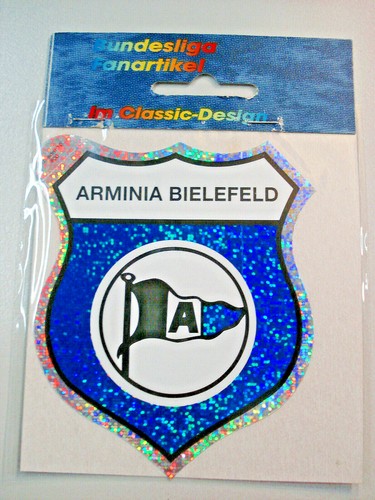 Bundesliga
Fanartikel
im Classic-Design
ARMINIA BIELEFELD
A